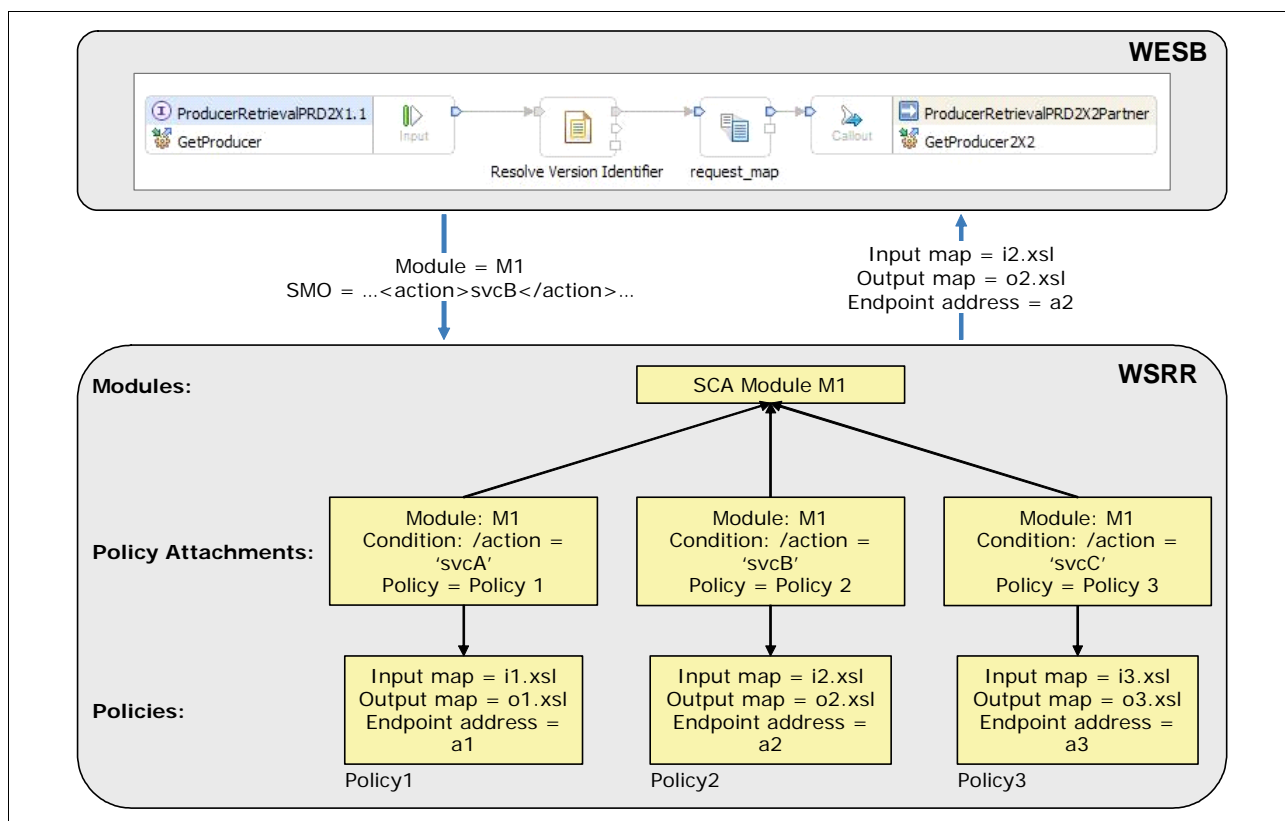 WESB
ProducerRetrievalPRD2X1.1
GetProducer
Input
Resolve Version Identifier
request_map
Callout
ProducerRetrievalPRD2X2Partner
GetProducer2X2
Module = M1
SMO = ...<action>svcB</action>...
Input map = i2.xsl
Output map = o2.xsl
Endpoint address = a2
WSRR
Modules:
SCA Module M1
Policy Attachments:
Module: M1
Condition: /action =
‘svcA’
Policy = Policy 1
Module: M1
Condition: /action =
‘svcB’
Policy = Policy 2
Module: M1
Condition: /action =
‘svcC’
Policy = Policy 3
Policies:
Input map = i1.xsl
Output map = o1.xsl
Endpoint address =
a1
Policy1
Input map = i2.xsl
Output map = o2.xsl
Endpoint address =
a2
Policy2
Input map = i3.xsl
Output map = o3.xsl
Endpoint address =
a3
Policy3